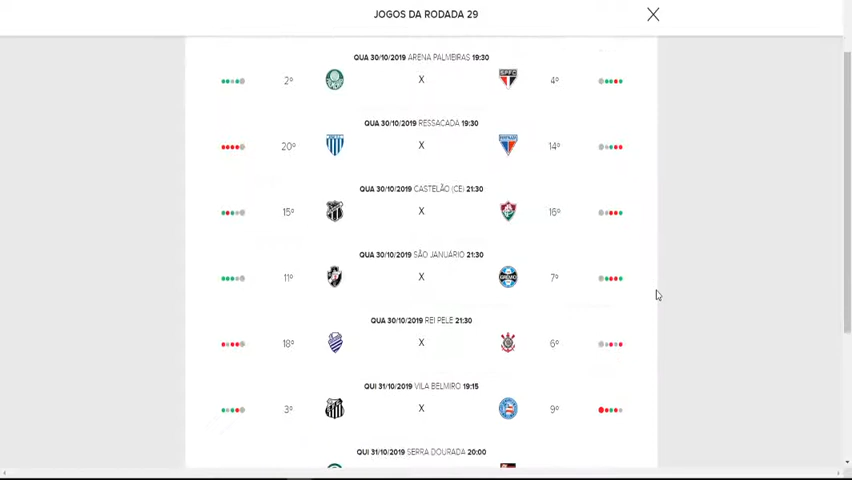 JOGOS DA RODADA 29
QUA 30/10/2019 ARENA PALMEIRAS 19:30
2º X SPFC 4º
QUA 30/10/2019 RESSACADA 19:30
20º X 14º
QUA 30/10/2019 CASTELÃO (CE) 21:30
15º X 16º
QUA 30/10/2019 SÃO JANUÁRIO 21:30
11º X GRÊMIO 7º
QUA 30/10/2019 REI PELÉ 21:30
18º X 6º
QUI 31/10/2019 VILA BELMIRO 19:15
3º X 9º
QUI 31/10/2019 SERRA DOURADA 20:00